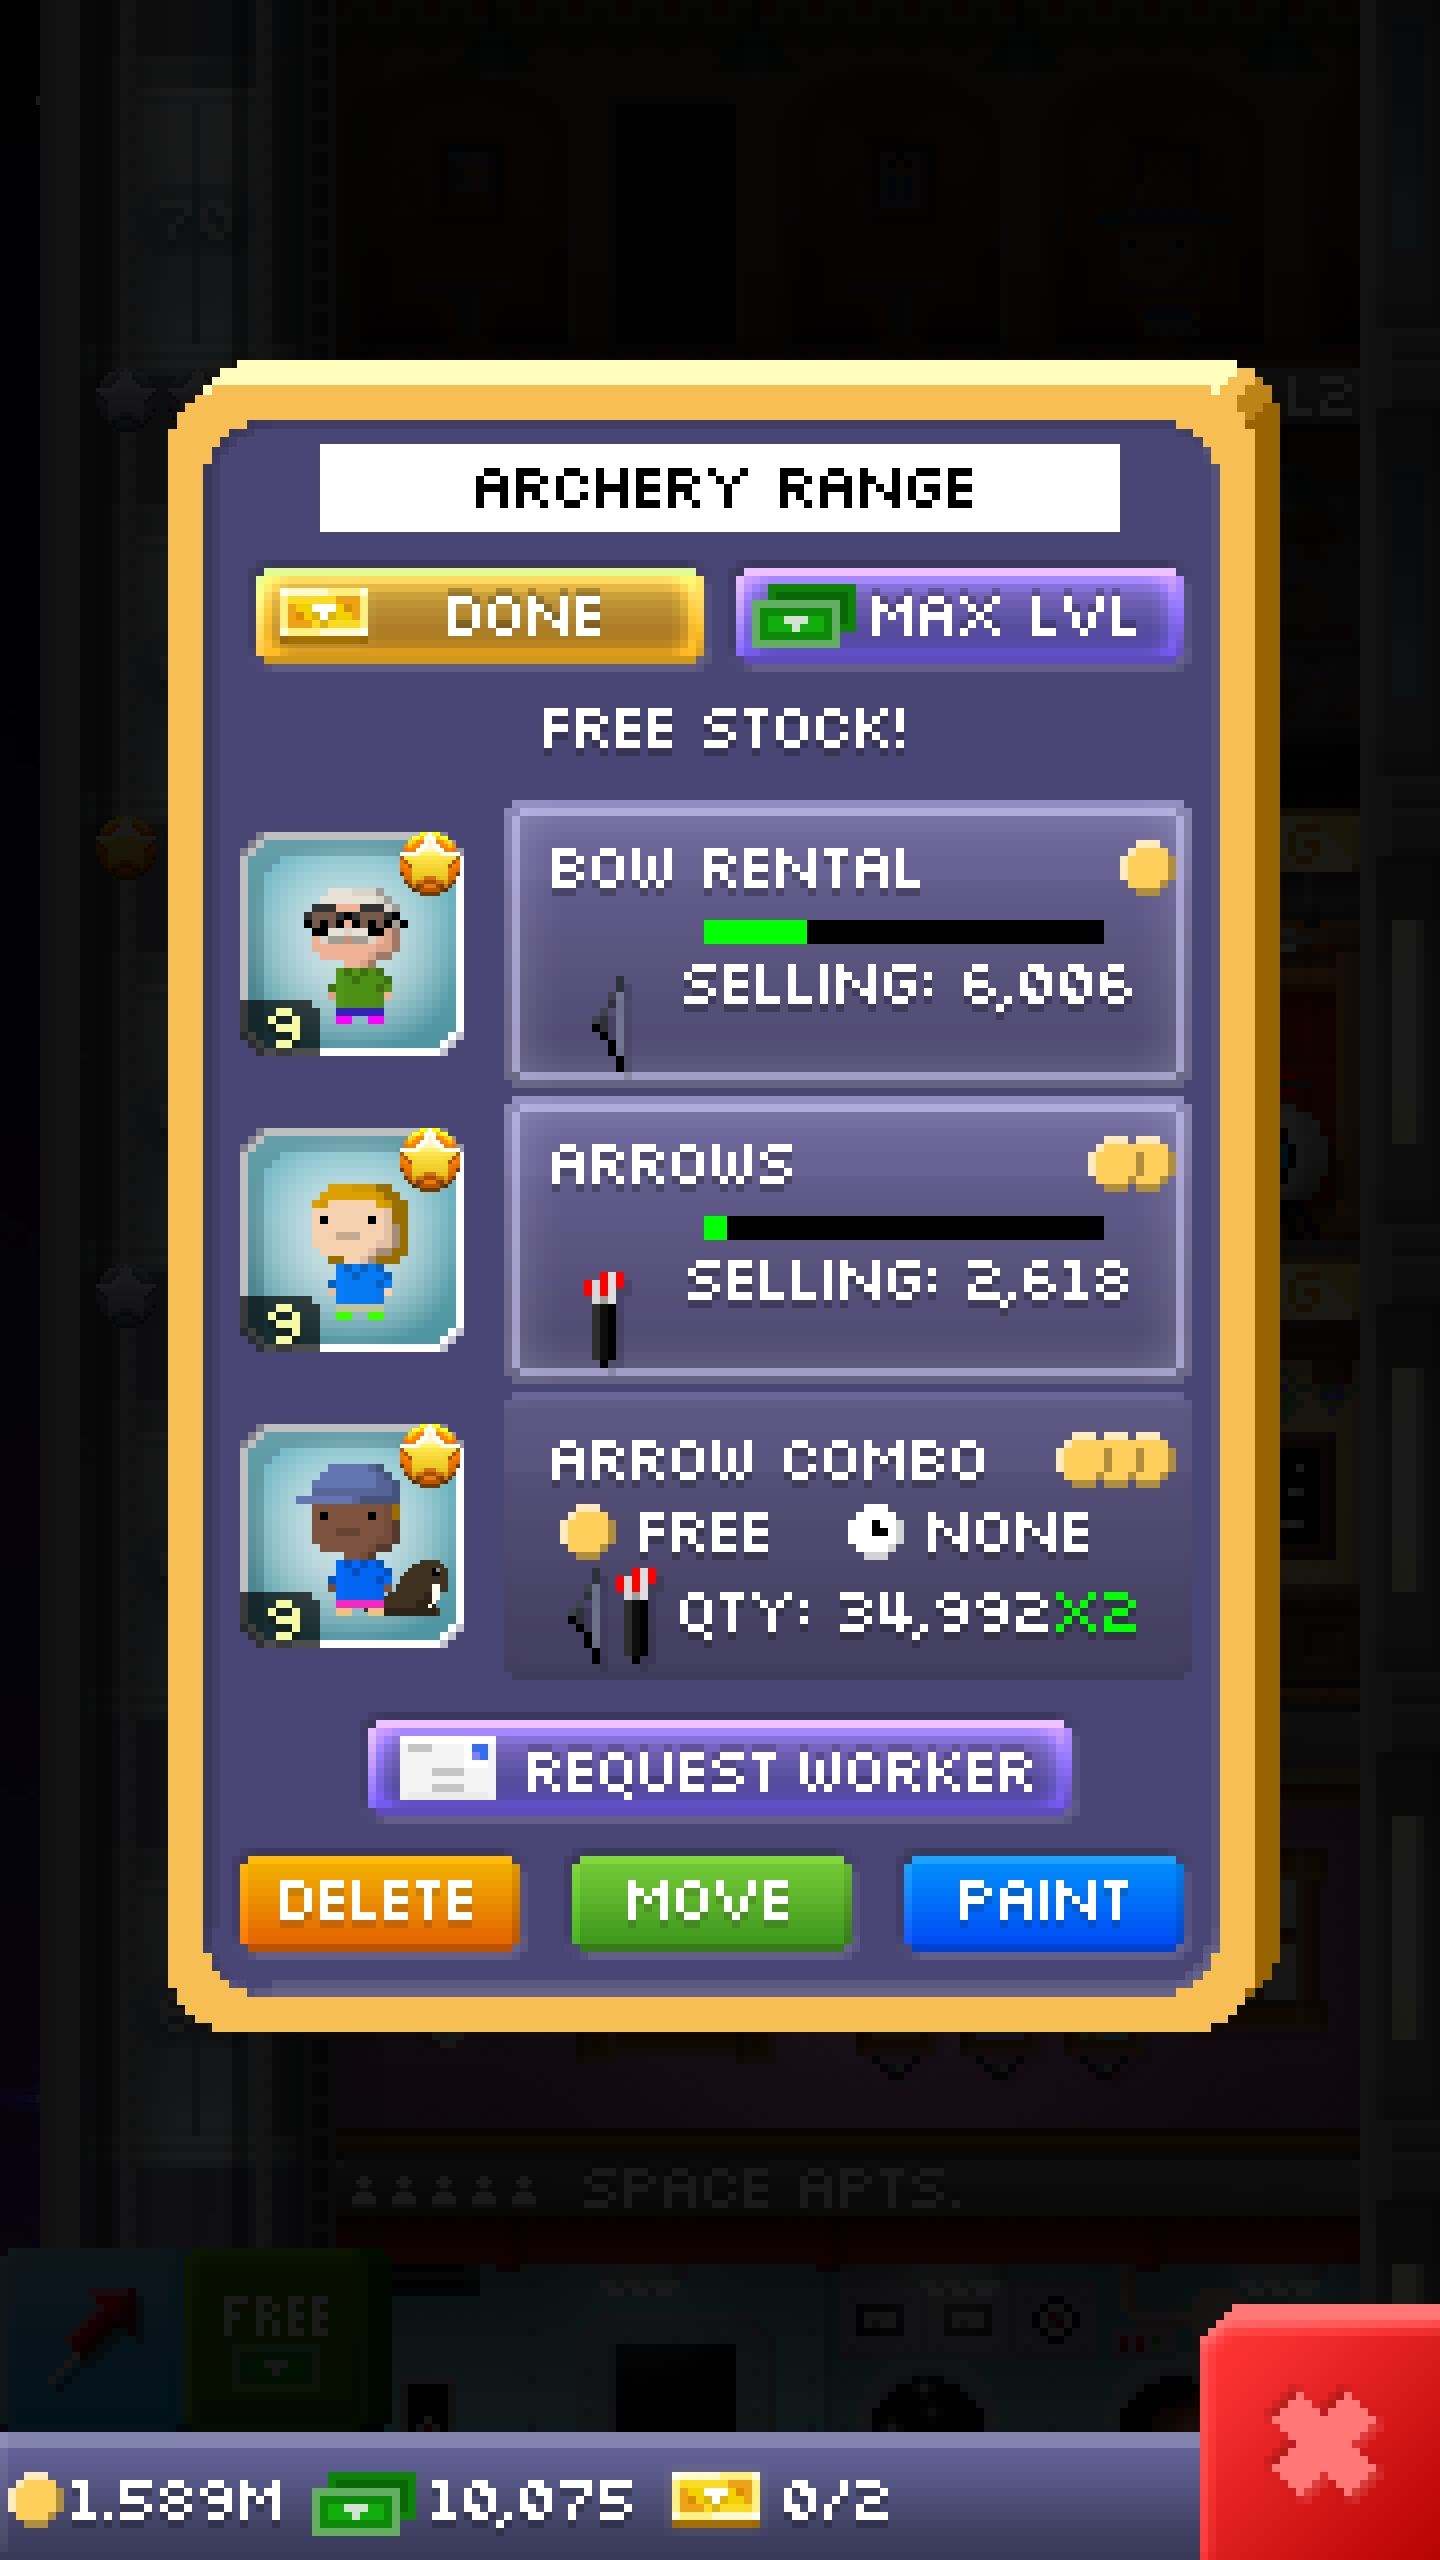 70
L2
ARCHERY RANGE
DONE
MAX LVL
FREE STOCK!
BOW RENTAL
G
SELLING: 6,006
9
ARROWS
SELLING: 2,618
G
9
ARROW COMBO
FREE NONE
QTY: 34,992X2
9
REQUEST WORKER
DELETE MOVE PAINT
SPACE APTS.
FREE
1.589M 10,075 0/2